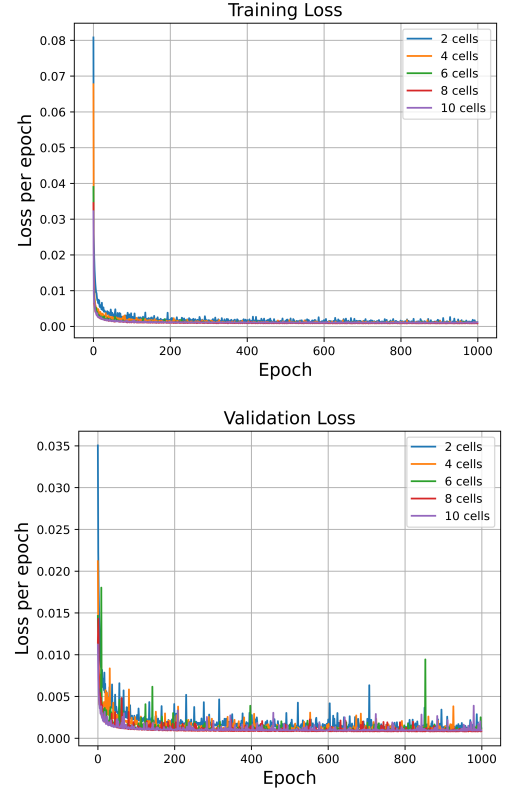 Training Loss
0.08
0.07
0.06
0.05
0.04
0.03
0.02
0.01
0.00
Loss per epoch
2 cells
4 cells
6 cells
8 cells
10 cells
0 200 400 600 800 1000
Epoch
Validation Loss
0.035
0.030
0.025
0.020
0.015
0.010
0.005
0.000
Loss per epoch
2 cells
4 cells
6 cells
8 cells
10 cells
0 200 400 600 800 1000
Epoch